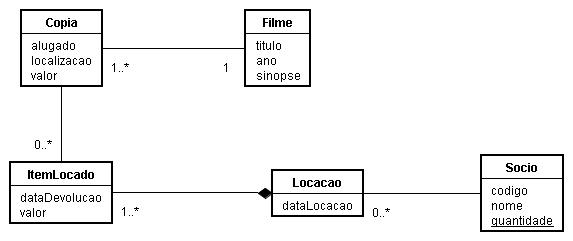 Copia
alugado
localizacao
valor
Filme
titulo
ano
sinopse
1..*
1
0..*
ItemLocado
dataDevolucao
valor
1..*
Locacao
dataLocacao
0..*
Socio
codigo
nome
quantidade